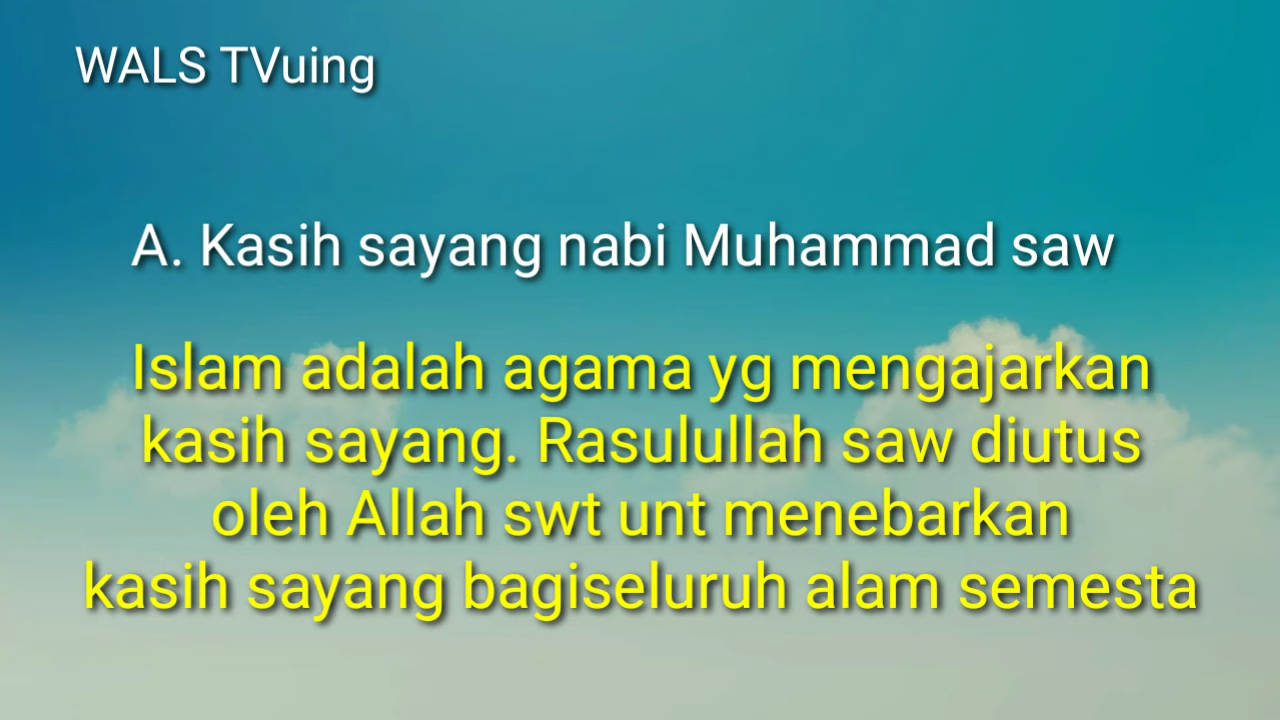 WALS TVuing
A. Kasih sayang nabi Muhammad saw
Islam adalah agama yg mengajarkan
kasih sayang. Rasulullah saw diutus
oleh Allah swt unt menebarkan
kasih sayang bagiseluruh alam semesta